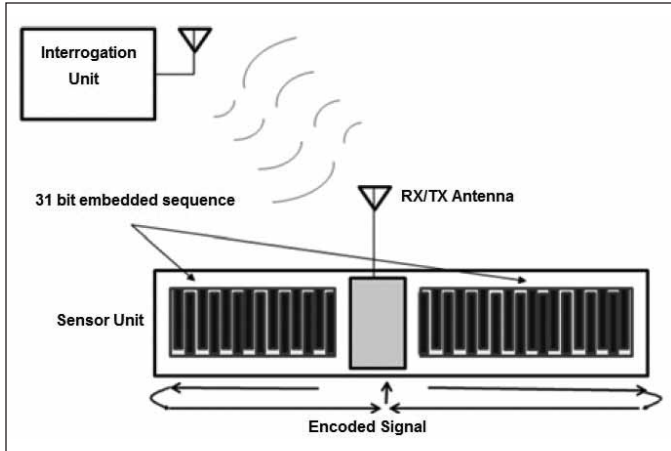 Interrogation
Unit
31 bit embedded sequence
RX/TX Antenna
Sensor Unit
Encoded Signal